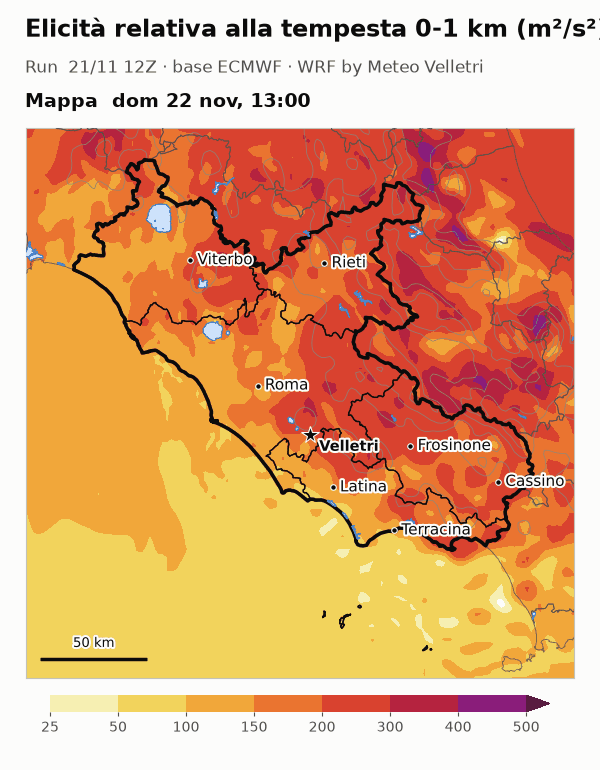 Elicità relativa alla tempesta 0-1 km (m²/s²)
Run 21/11 12Z · base ECMWF · WRF by Meteo Velletri
Mappa dom 22 nov, 13:00
Viterbo
Rieti
Roma
Velletri
Frosinone
Latina
Cassino
Terracina
50 km
25 50 100 150 200 300 400 500